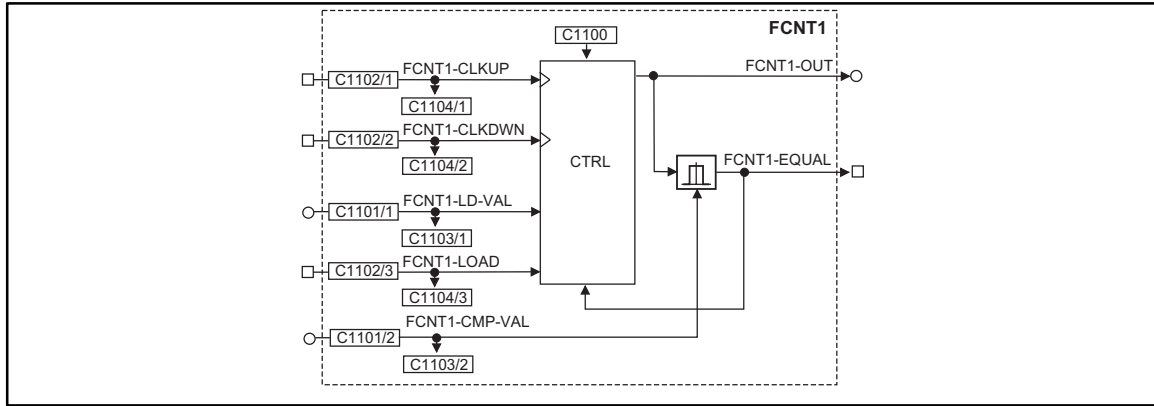 FCNT1
C1100
C1102/1 FCNT1-CLKUP
FCNT1-OUT
C1104/1
C1102/2 FCNT1-CLKDWN
C1104/2
CTRL
FCNT1-EQUAL
C1101/1 FCNT1-LD-VAL
C1103/1
C1102/3 FCNT1-LOAD
C1104/3
C1101/2 FCNT1-CMP-VAL
C1103/2